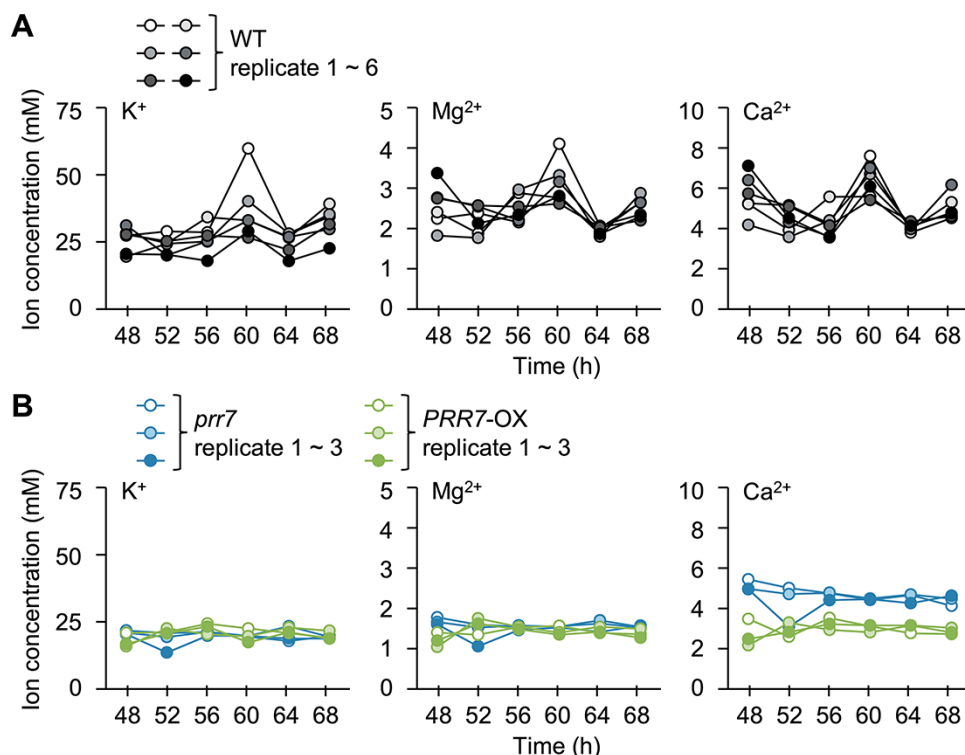 A
WT
replicate 1 ~ 6
Ion concentration (mM)
K+
75
50
25
0
48 52 56 60 64 68
Mg2+
5
4
3
2
1
0
48 52 56 60 64 68
Ca2+
10
8
6
4
2
0
48 52 56 60 64 68
Time (h)
B
prr7
replicate 1 ~ 3
PRR7-OX
replicate 1 ~ 3
Ion concentration (mM)
K+
75
50
25
0
48 52 56 60 64 68
Mg2+
5
4
3
2
1
0
48 52 56 60 64 68
Ca2+
10
8
6
4
2
0
48 52 56 60 64 68
Time (h)